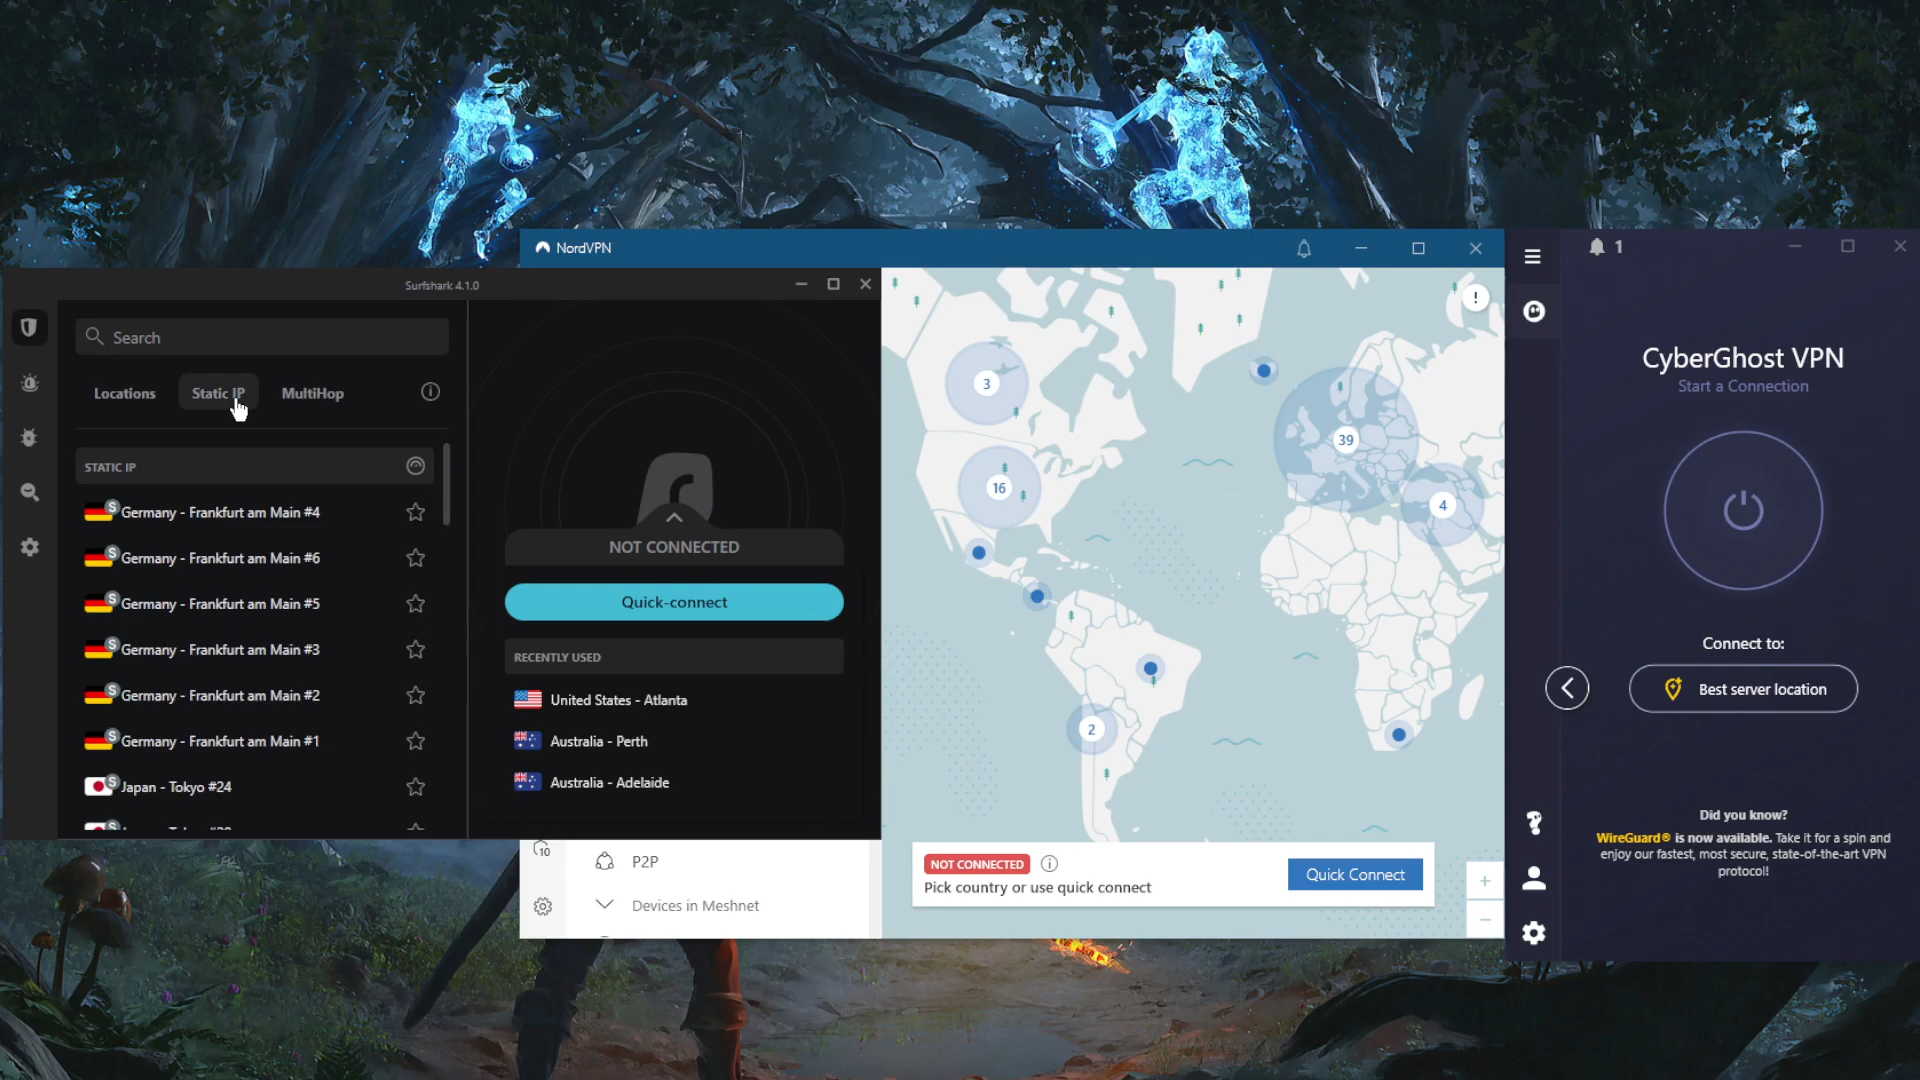 NordVPN
Surfshark 4.1.0
Search
Locations
Static IP
MultiHop
STATIC IP
S Germany - Frankfurt am Main #4
S Germany - Frankfurt am Main #6
S Germany - Frankfurt am Main #5
S Germany - Frankfurt am Main #3
S Germany - Frankfurt am Main #2
S Germany - Frankfurt am Main #1
S Japan - Tokyo #24
NOT CONNECTED
Quick-connect
RECENTLY USED
United States - Atlanta
Australia - Perth
Australia - Adelaide
10
P2P
Devices in Meshnet
!
3
39
16
4
2
NOT CONNECTED
Pick country or use quick connect
Quick Connect
+
−
1
CyberGhost VPN
Start a Connection
Connect to:
Best server location
Did you know?
WireGuard® is now available. Take it for a spin and
enjoy our fastest, most secure, state-of-the-art VPN
protocol!